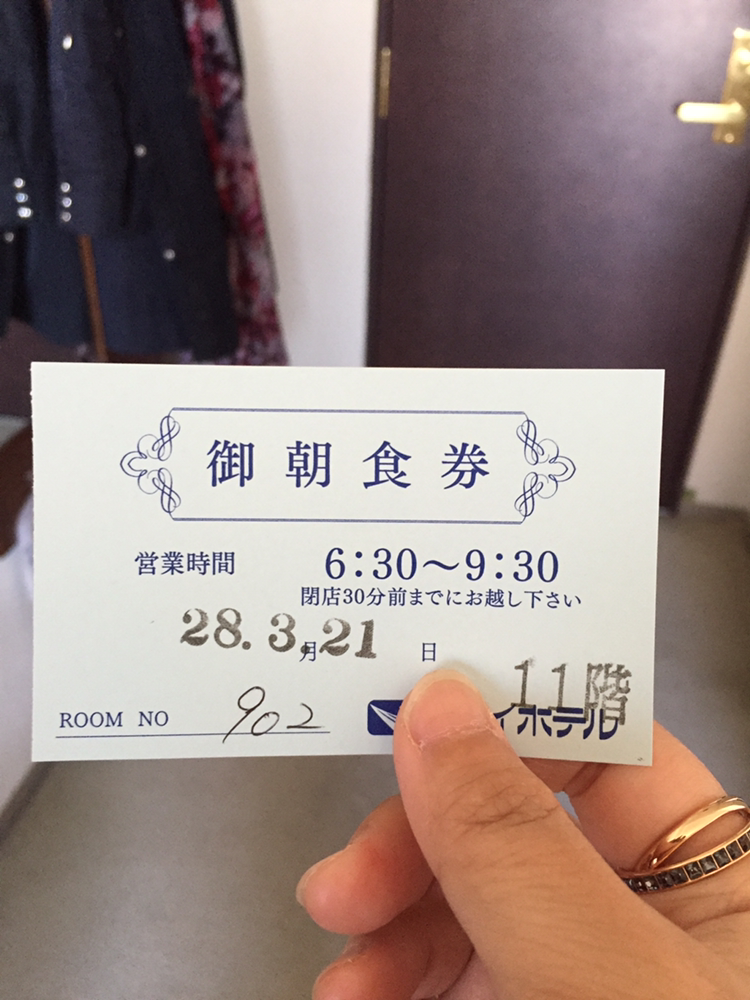 御朝食券
営業時間 6:30～9:30
閉店30分前までにお越し下さい
28.3月21日
11階
ROOM NO 902
イホテル